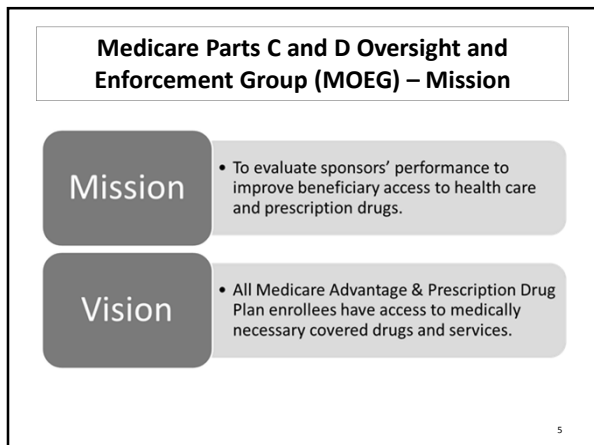 Medicare Parts C and D Oversight and
Enforcement Group (MOEG) – Mission
Mission
• To evaluate sponsors’ performance to
improve beneficiary access to health care
and prescription drugs.
Vision
• All Medicare Advantage & Prescription Drug
Plan enrollees have access to medically
necessary covered drugs and services.
5